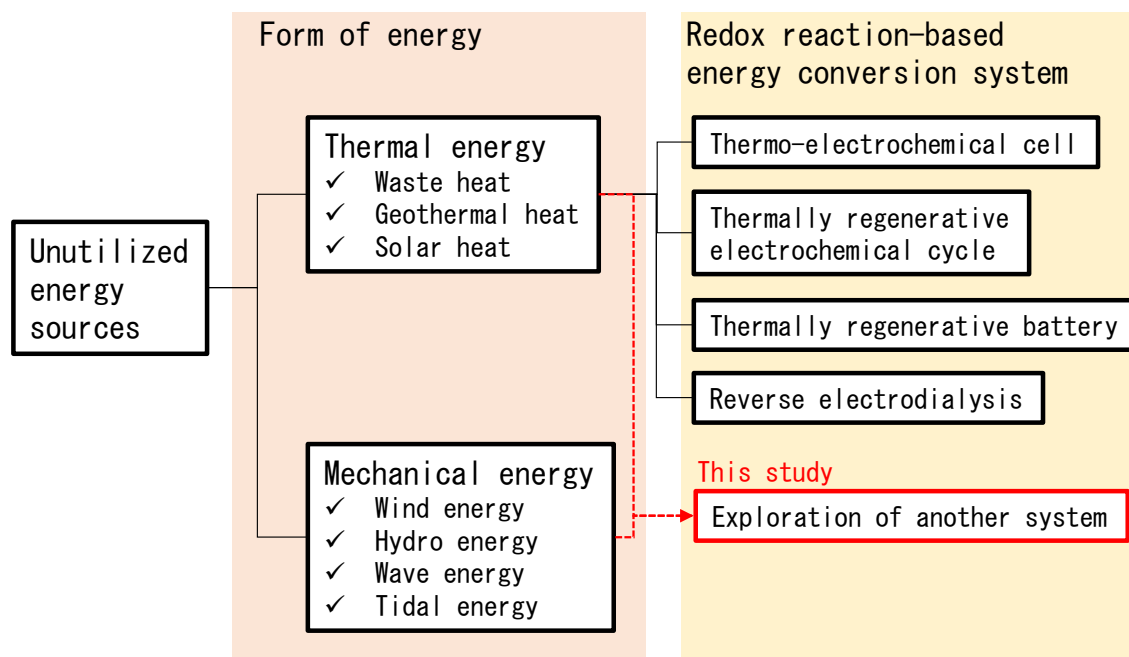 Form of energy
Redox reaction-based
energy conversion system
Unutilized
energy
sources
Thermal energy
✓ Waste heat
✓ Geothermal heat
✓ Solar heat
Mechanical energy
✓ Wind energy
✓ Hydro energy
✓ Wave energy
✓ Tidal energy
Thermo-electrochemical cell
Thermally regenerative
electrochemical cycle
Thermally regenerative battery
Reverse electrodialysis
This study
Exploration of another system